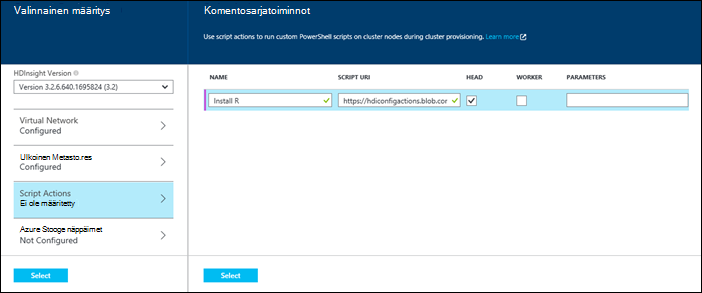 Valinnainen määritys
HDInsight Version
Version 3.2.6.640.1695824 (3.2)
Virtual Network
Configured
Ulkoinen Metasto.res
Configured
Script Actions
Ei ole määritetty
Azure Stooge näppäimet
Not Configured
Select
Komentosarjatoiminnot
Use script actions to run custom PowerShell scripts on cluster nodes during cluster provisioning. Learn more
NAME SCRIPT URI HEAD WORKER PARAMETERS
Install R https://hdiconfigactions.blob.cor
Select